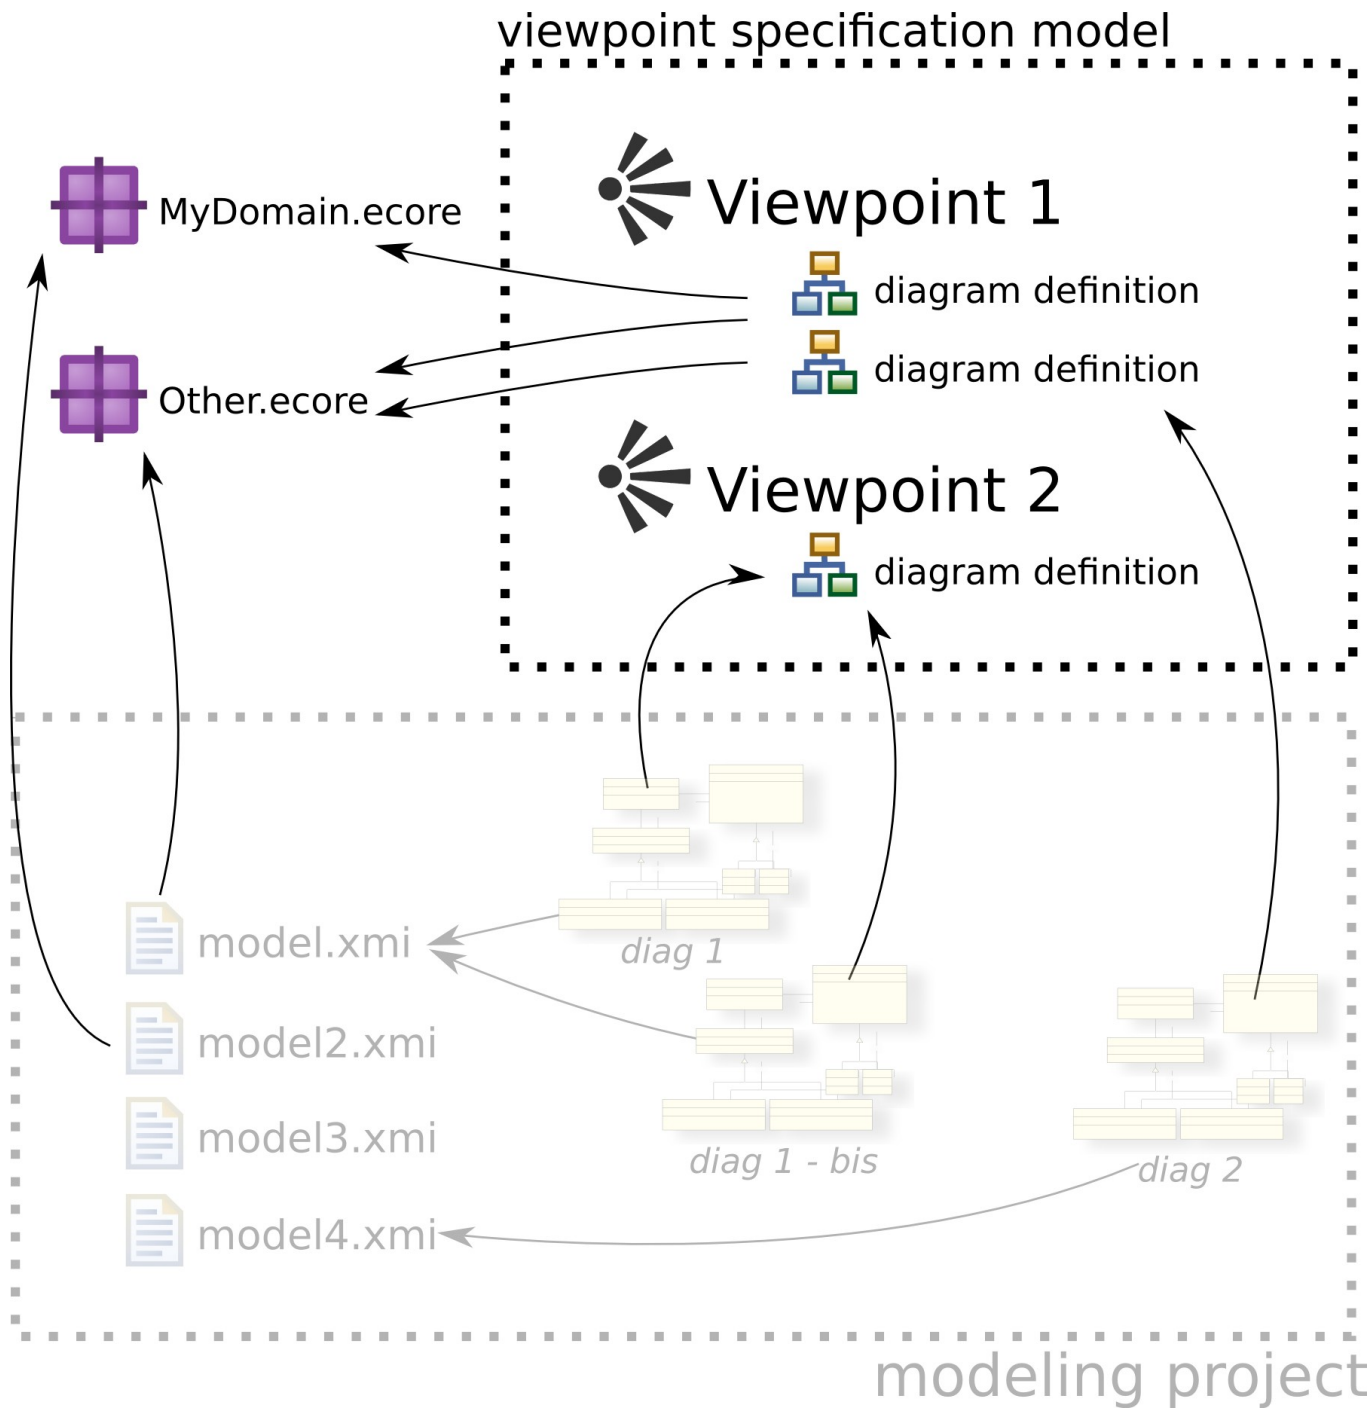 viewpoint specification model
Viewpoint 1
MyDomain.ecore
diagram definition
diagram definition
Other.ecore
Viewpoint 2
diagram definition
model.xmi
diag 1
model2.xmi
model3.xmi
diag 1 - bis
diag 2
model4.xmi
modeling project